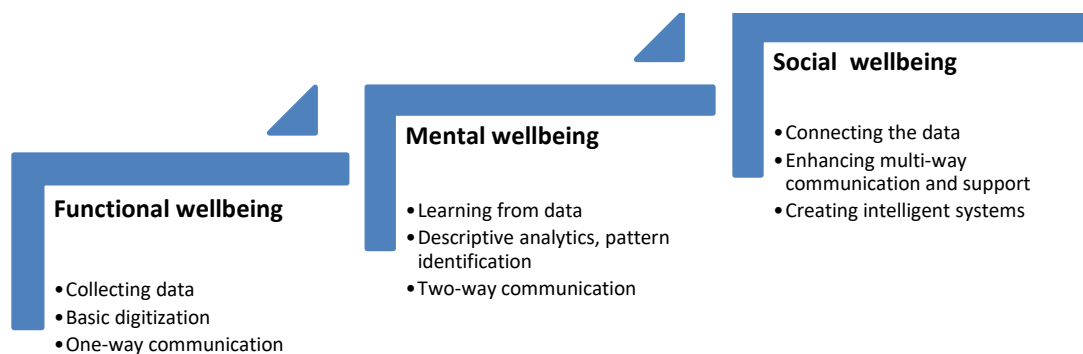 Functional wellbeing
•Collecting data
•Basic digitization
•One-way communication
Mental wellbeing
•Learning from data
•Descriptive analytics, pattern
identification
•Two-way communication
Social  wellbeing
•Connecting the data
•Enhancing multi-way
communication and support
•Creating intelligent systems